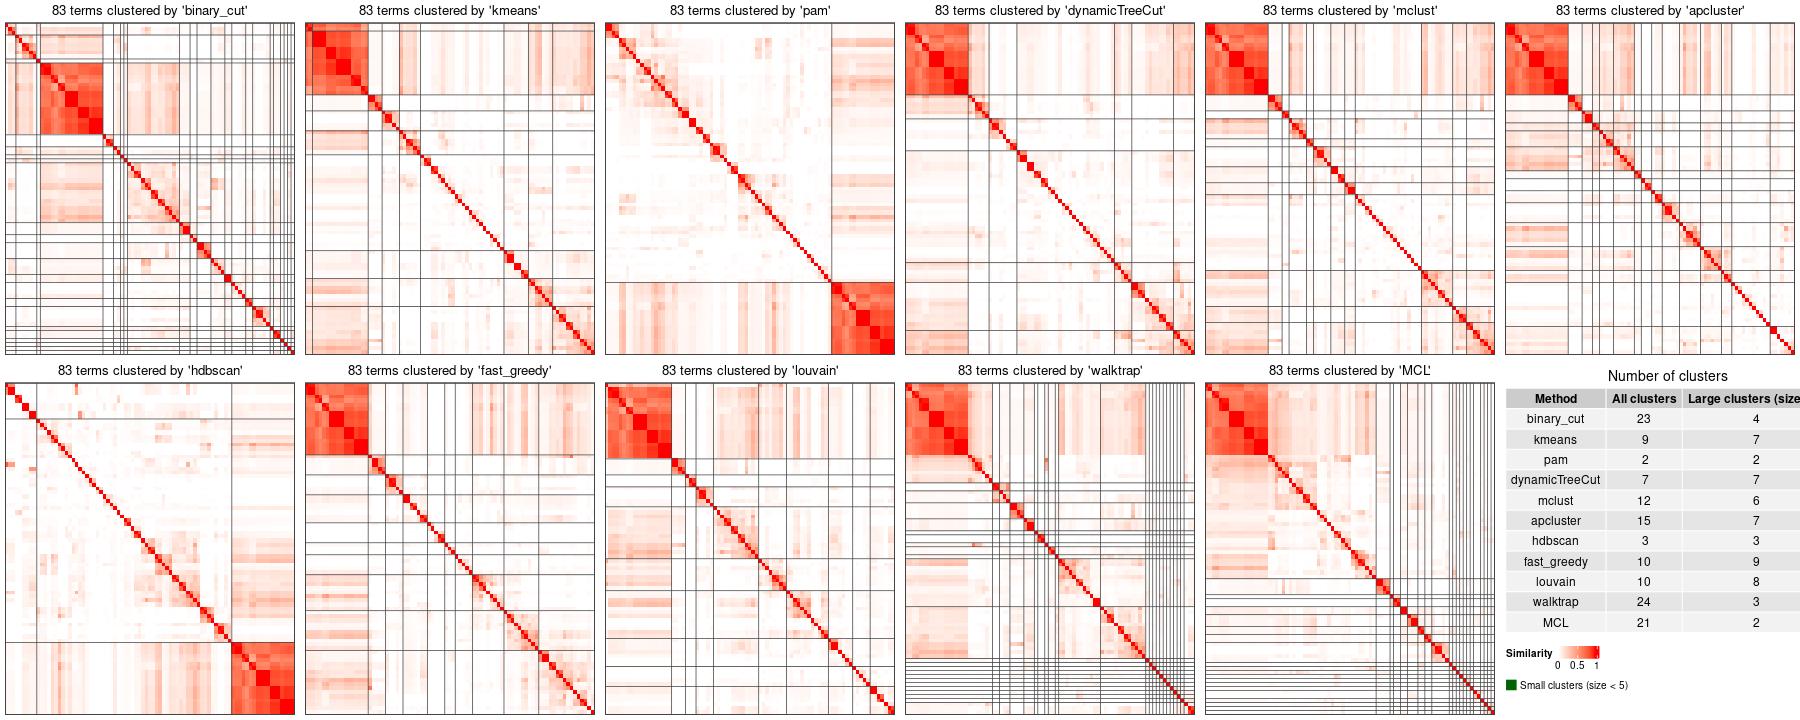 83 terms clustered by 'binary_cut'
83 terms clustered by 'kmeans'
83 terms clustered by 'pam'
83 terms clustered by 'dynamicTreeCut'
83 terms clustered by 'mclust'
83 terms clustered by 'apcluster'
83 terms clustered by 'hdbscan'
83 terms clustered by 'fast_greedy'
83 terms clustered by 'louvain'
83 terms clustered by 'walktrap'
83 terms clustered by 'MCL'
Number of clusters
Method All clusters Large clusters (size
binary_cut 23 4
kmeans 9 7
pam 2 2
dynamicTreeCut 7 7
mclust 12 6
apcluster 15 7
hdbscan 3 3
fast_greedy 10 9
louvain 10 8
walktrap 24 3
MCL 21 2
Similarity
0 0.5 1
Small clusters (size < 5)